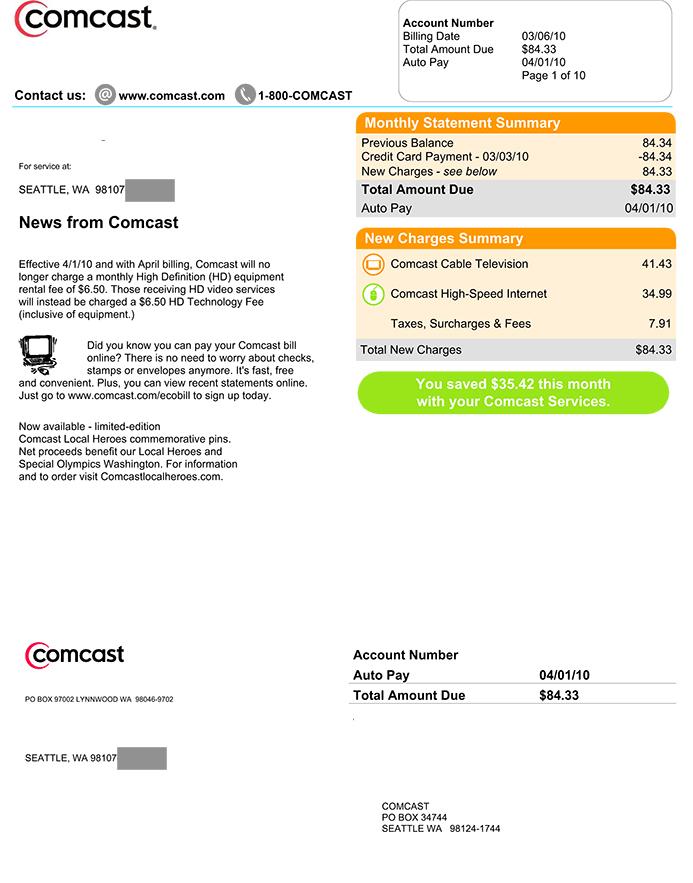 comcast.
Account Number
Billing Date 03/06/10
Total Amount Due $84.33
Auto Pay 04/01/10
Page 1 of 10
Contact us: @ www.comcast.com 1-800-COMCAST
Monthly Statement Summary
Previous Balance 84.34
Credit Card Payment - 03/03/10 -84.34
New Charges - see below 84.33
Total Amount Due $84.33
Auto Pay 04/01/10
For service at:
SEATTLE, WA 98107
News from Comcast
Effective 4/1/10 and with April billing, Comcast will no
longer charge a monthly High Definition (HD) equipment
rental fee of $6.50. Those receiving HD video services
will instead be charged a $6.50 HD Technology Fee
(inclusive of equipment.)
Did you know you can pay your Comcast bill
online? There is no need to worry about checks,
stamps or envelopes anymore. It's fast, free
and convenient. Plus, you can view recent statements online.
Just go to www.comcast.com/ecobill to sign up today.
Now available - limited-edition
Comcast Local Heroes commemorative pins.
Net proceeds benefit our Local Heroes and
Special Olympics Washington. For information
and to order visit Comcastlocalheroes.com.
New Charges Summary
Comcast Cable Television 41.43
Comcast High-Speed Internet 34.99
Taxes, Surcharges & Fees 7.91
Total New Charges $84.33
You saved $35.42 this month
with your Comcast Services.
comcast
PO BOX 97002 LYNNWOOD WA 98046-9702
SEATTLE, WA 98107
Account Number
Auto Pay 04/01/10
Total Amount Due $84.33
COMCAST
PO BOX 34744
SEATTLE WA 98124-1744